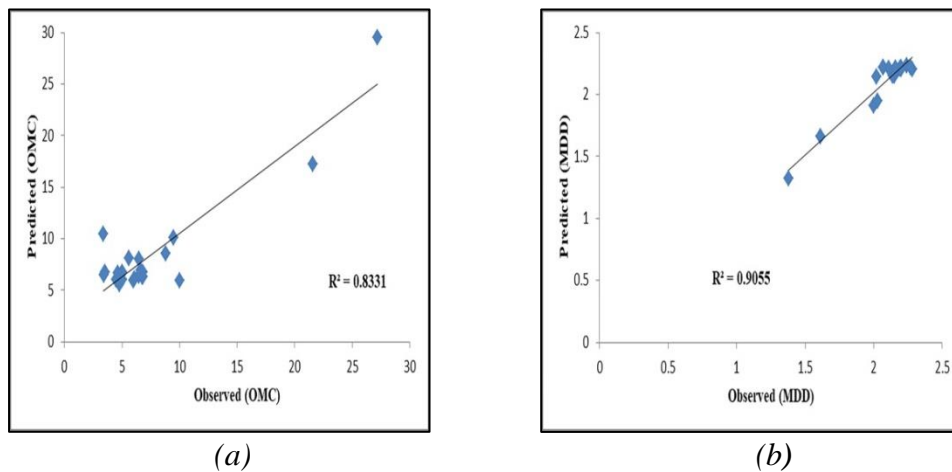 30
25
20
15
10
5
0
Predicted (OMC)
R² = 0.8331
0 5 10 15 20 25 30
Observed (OMC)
(a)
2.5
2
1.5
1
0.5
0
Predicted (MDD)
R² = 0.9055
0 0.5 1 1.5 2 2.5
Observed (MDD)
(b)